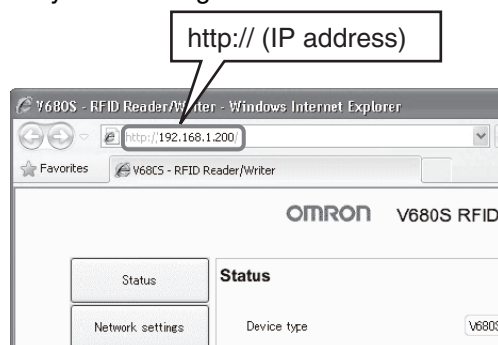 http:// (IP address)
V680S - RFID Reader/Writer - Windows Internet Explorer
http://192.168.1.200/
Favorites
V680S - RFID Reader/Writer
OMRON V680S RFID
Status
Status
Network settings
Device type
V680S